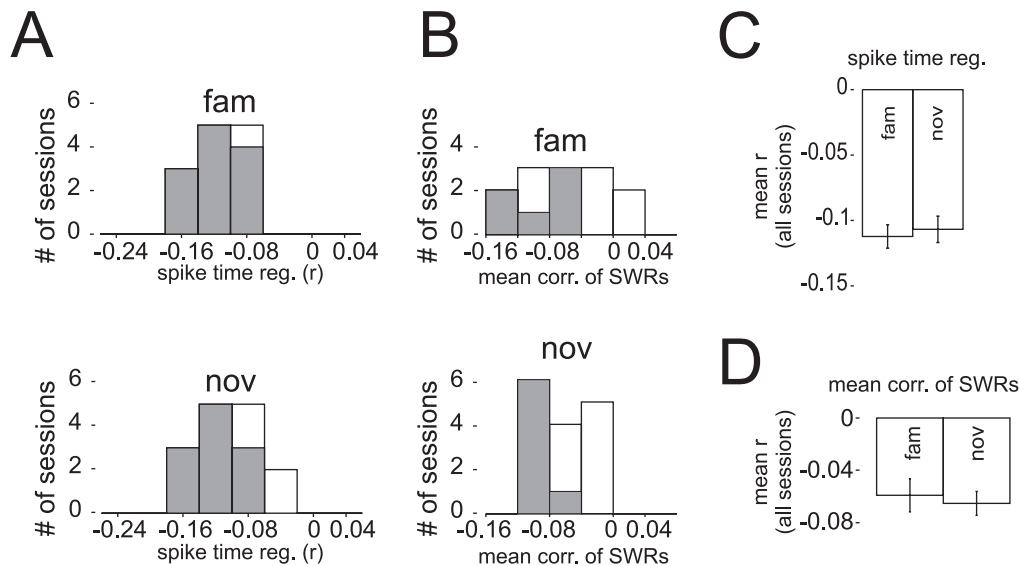 A
B
C
D
fam
# of sessions
6
4
2
0
-0.24 -0.16 -0.08 0 0.04
spike time reg. (r)
fam
# of sessions
6
4
2
0
-0.16 -0.08 0 0.04
mean corr. of SWRs
spike time reg.
mean r
(all sessions)
0
-0.05
-0.1
-0.15
fam
nov
nov
# of sessions
6
4
2
0
-0.24 -0.16 -0.08 0 0.04
spike time reg. (r)
nov
# of sessions
6
4
2
0
-0.16 -0.08 0 0.04
mean corr. of SWRs
mean corr. of SWRs
mean r
(all sessions)
0
-0.04
-0.08
fam
nov